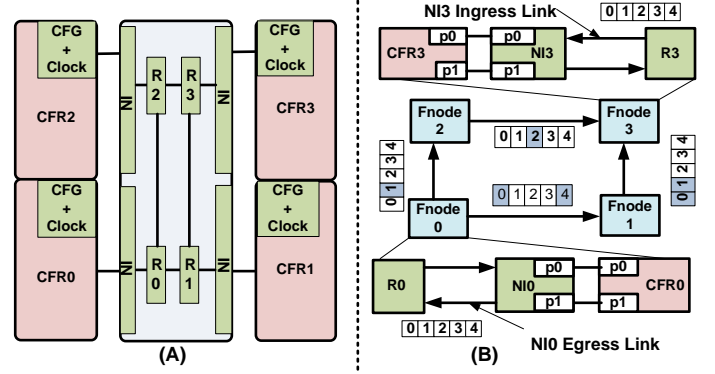 CFG
+
Clock
CFR2
NI
R
2
R
3
NI
CFG
+
Clock
CFR3
CFG
+
Clock
CFR0
NI
R
0
R
1
NI
CFG
+
Clock
CFR1
(A)
NI3 Ingress Link
0 1 2 3 4
CFR3
p0
p1
p0
p1
NI3
R3
Fnode
2
0 1 2 3 4
Fnode
3
0 1 2 3 4
0 1 2 3 4
0 1 2 3 4
Fnode
0
Fnode
1
R0
NI0
p0
p1
p0
p1
CFR0
0 1 2 3 4
(B)
NI0 Egress Link